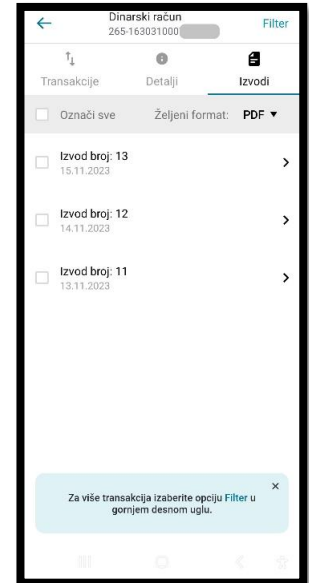 Dinarski račun
265-163031000
Filter
Transakcije
Detalji
Izvodi
Označi sve
Željeni format: PDF ▼
Izvod broj: 13
15.11.2023
Izvod broj: 12
14.11.2023
Izvod broj: 11
13.11.2023
Za više transakcija izaberite opciju Filter u
gornjem desnom uglu.